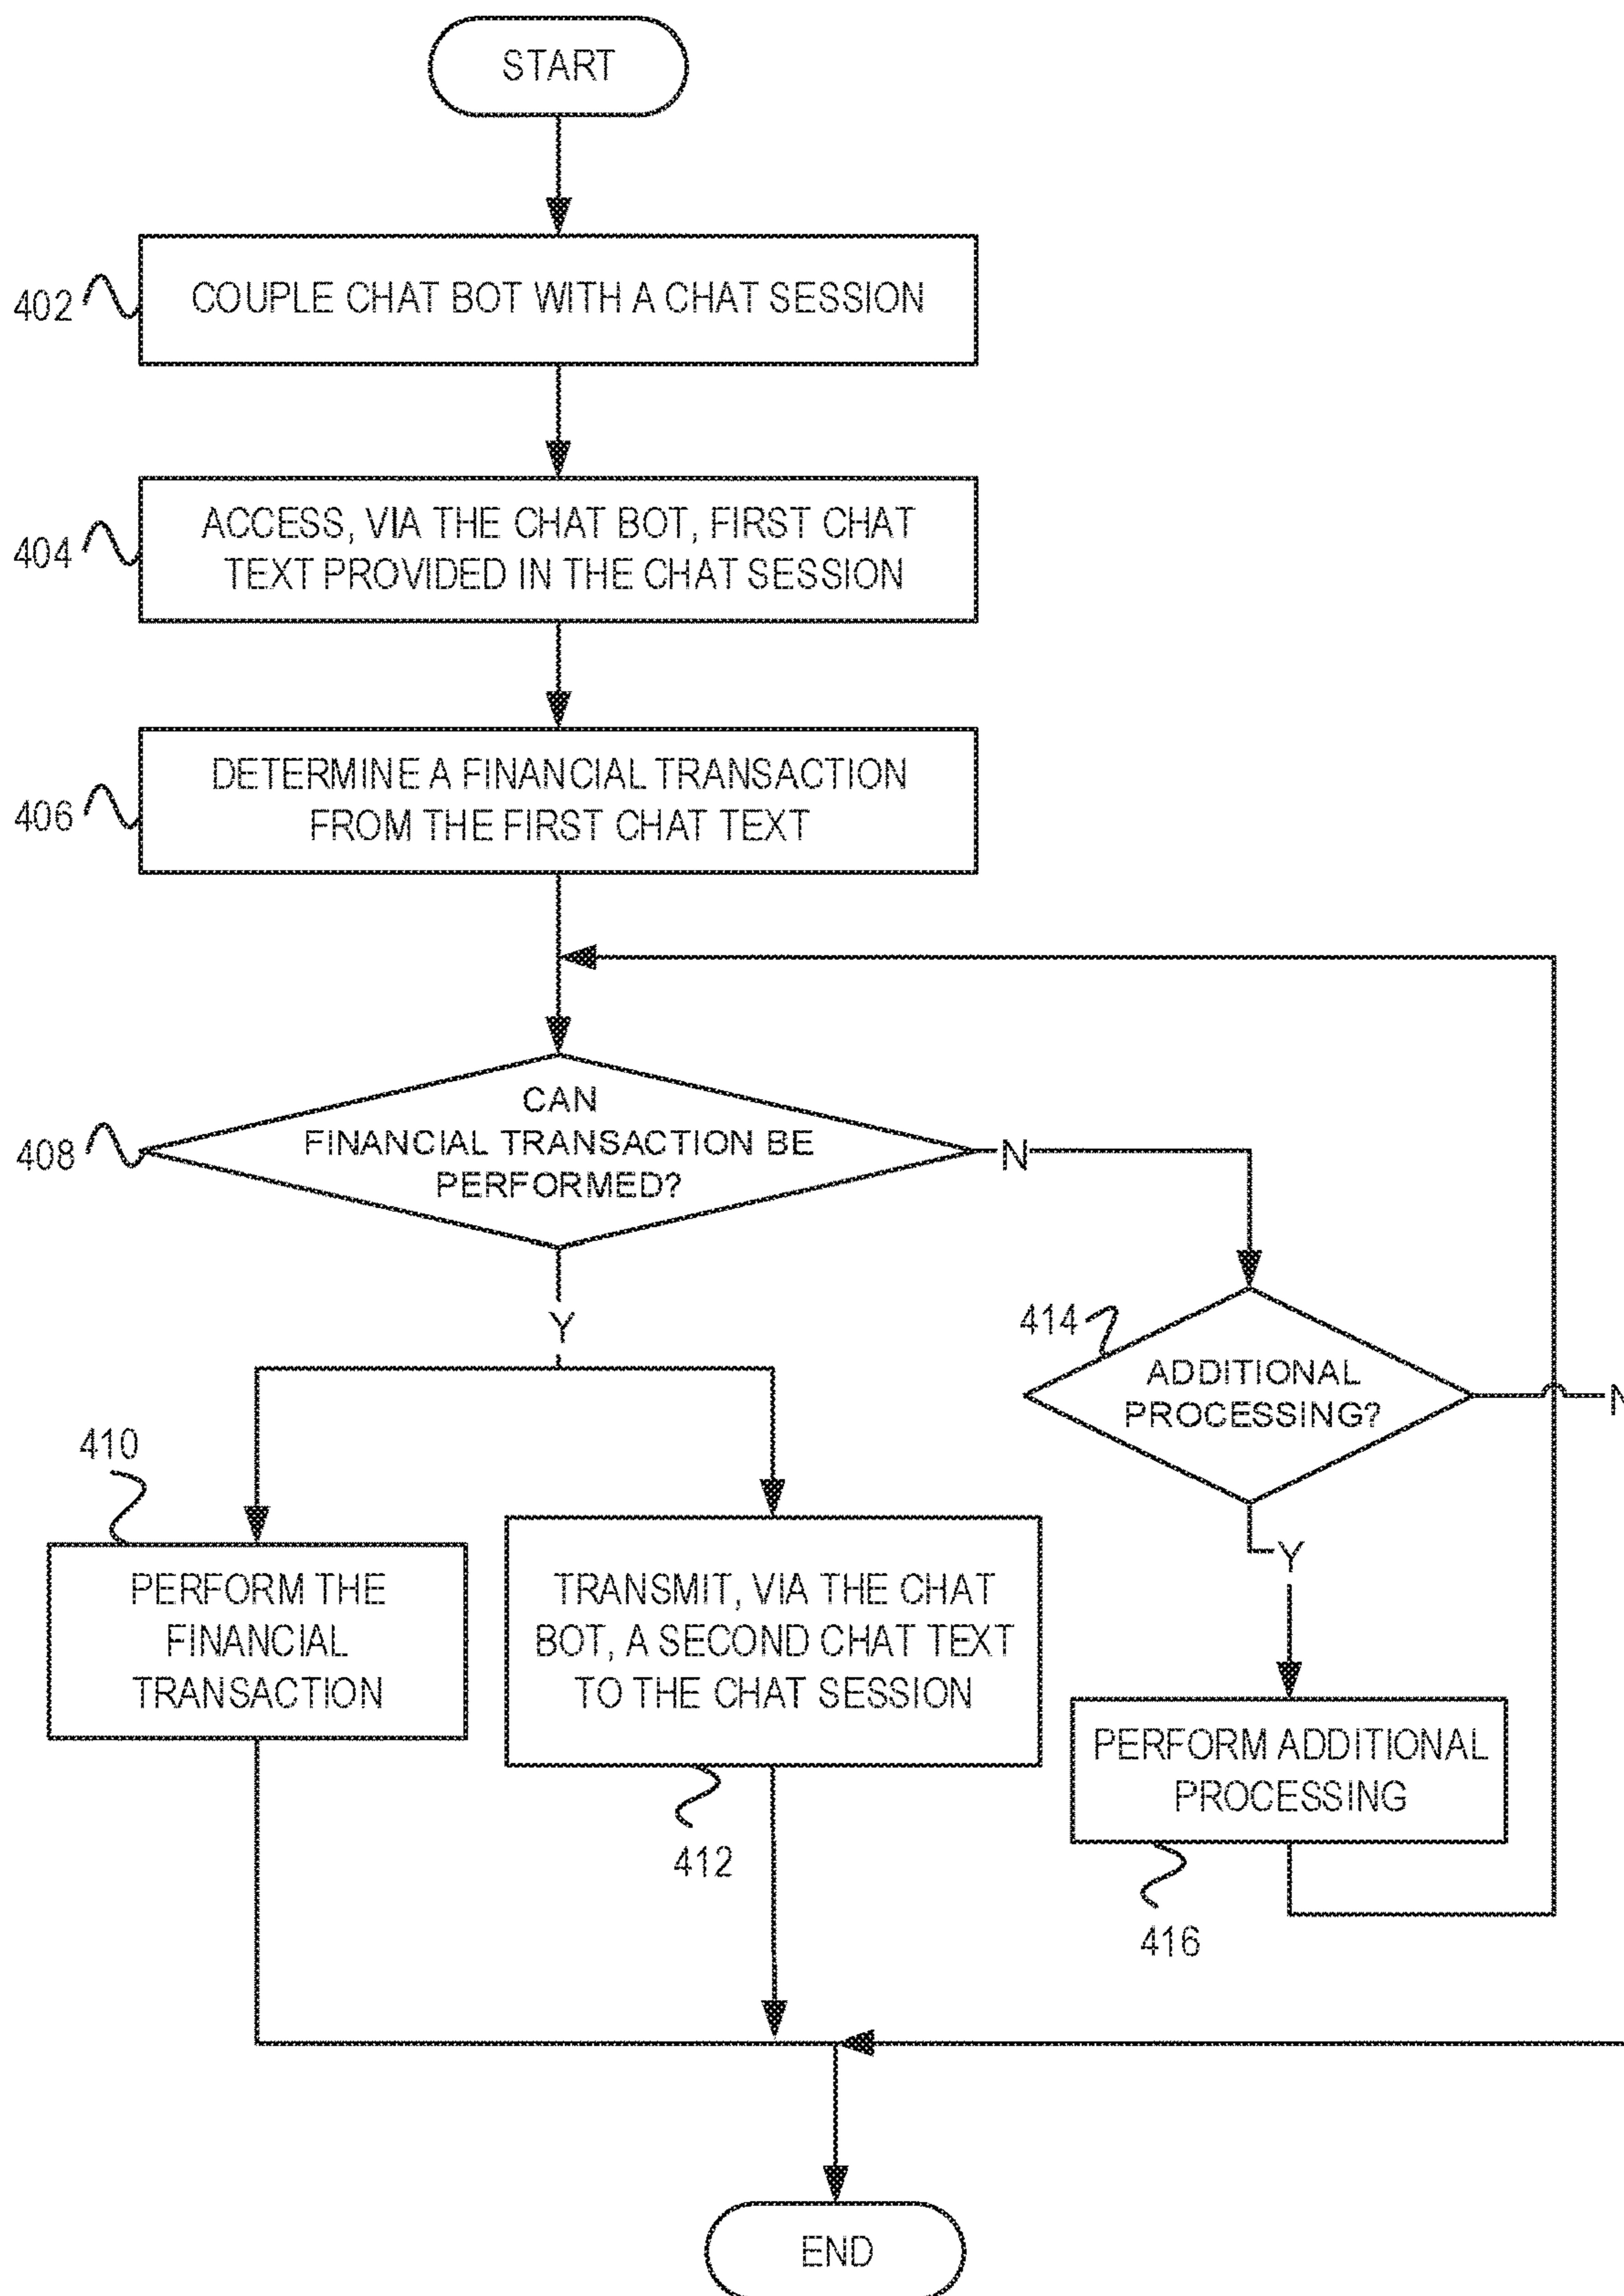 START
402
COUPLE CHAT BOT WITH A CHAT SESSION
404
ACCESS, VIA THE CHAT BOT, FIRST CHAT
TEXT PROVIDED IN THE CHAT SESSION
406
DETERMINE A FINANCIAL TRANSACTION
FROM THE FIRST CHAT TEXT
408
CAN
FINANCIAL TRANSACTION BE
PERFORMED?
N
Y
414
ADDITIONAL
PROCESSING?
N
Y
410
PERFORM THE
FINANCIAL
TRANSACTION
TRANSMIT, VIA THE CHAT
BOT, A SECOND CHAT TEXT
TO THE CHAT SESSION
412
PERFORM ADDITIONAL
PROCESSING
416
END